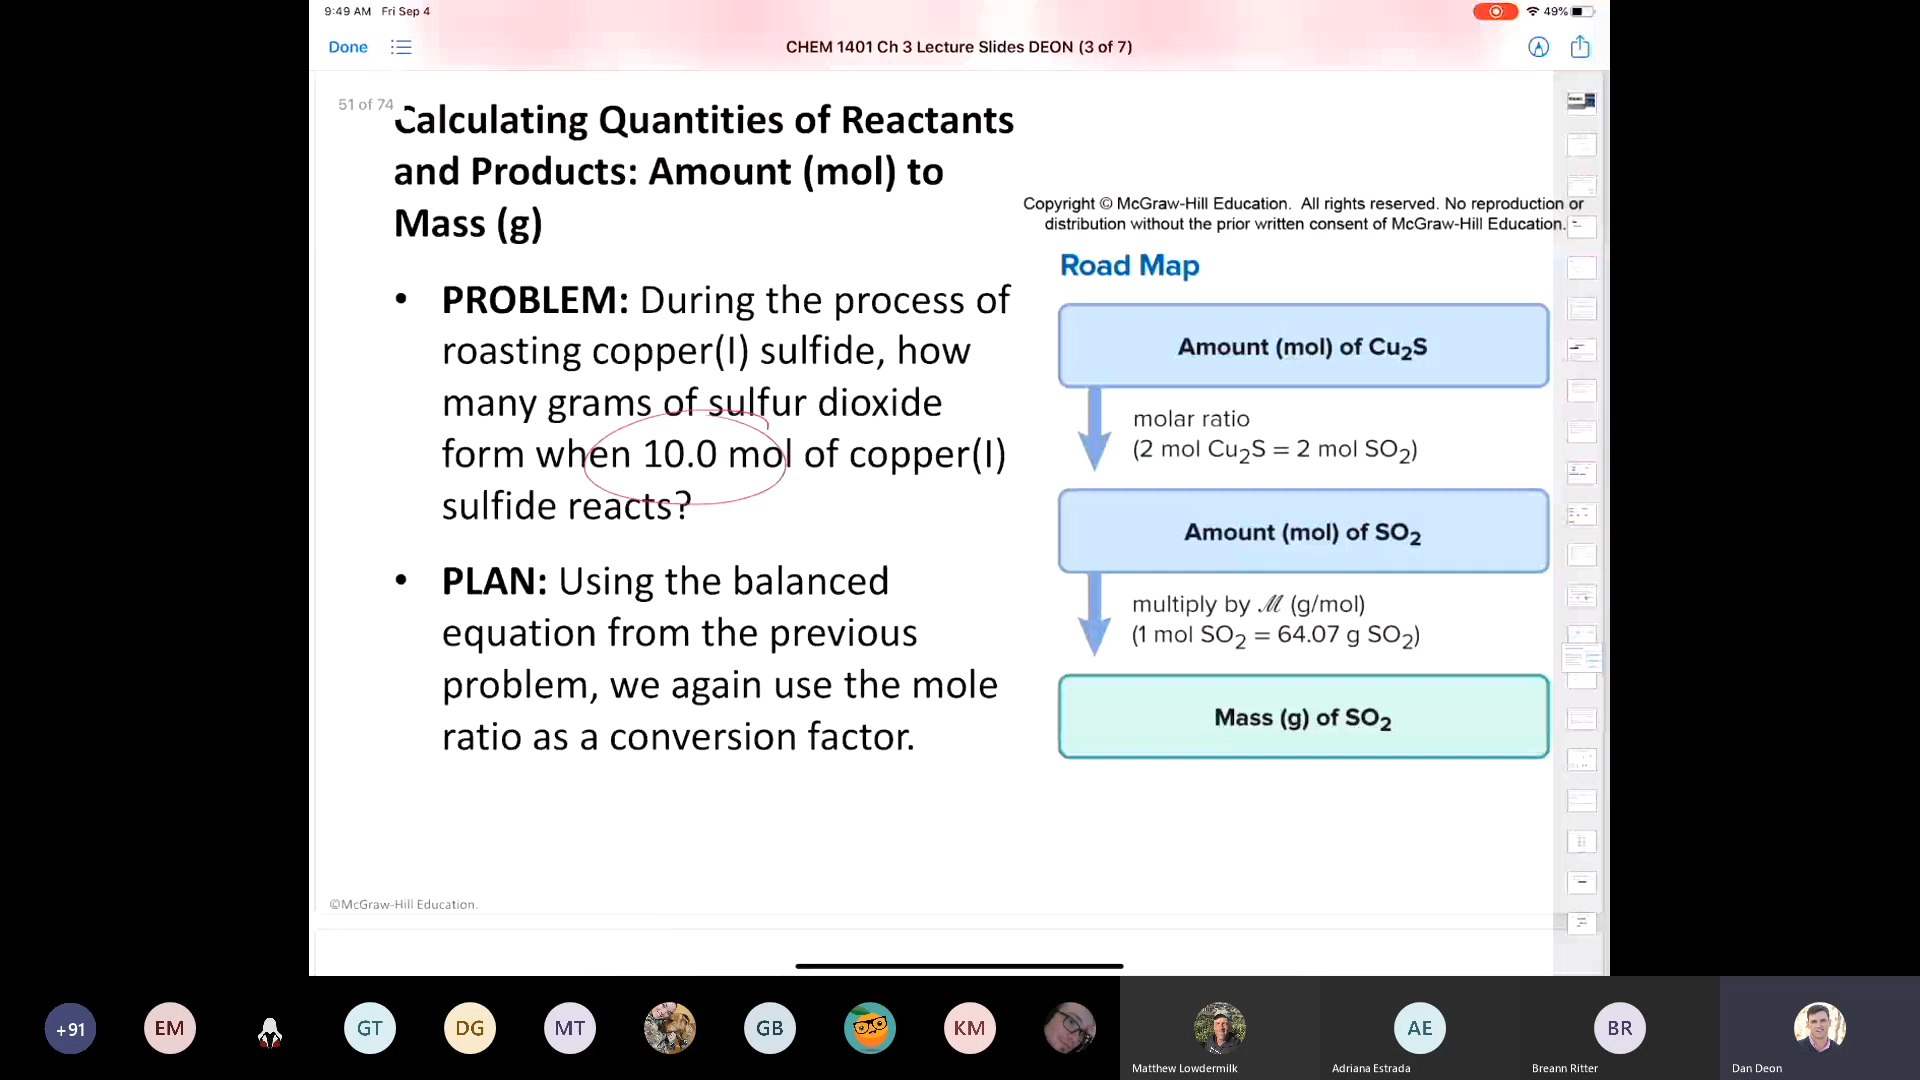 9:49 AM Fri Sep 4
49%
Done
CHEM 1401 Ch 3 Lecture Slides DEON (3 of 7)
51 of 74
Calculating Quantities of Reactants
and Products: Amount (mol) to
Mass (g)
• PROBLEM: During the process of
roasting copper(I) sulfide, how
many grams of sulfur dioxide
form when 10.0 mol of copper(I)
sulfide reacts?
• PLAN: Using the balanced
equation from the previous
problem, we again use the mole
ratio as a conversion factor.
Copyright © McGraw-Hill Education. All rights reserved. No reproduction or
distribution without the prior written consent of McGraw-Hill Education.
Road Map
Amount (mol) of Cu₂S
molar ratio
(2 mol Cu₂S = 2 mol SO₂)
Amount (mol) of SO₂
multiply by ℳ (g/mol)
(1 mol SO₂ = 64.07 g SO₂)
Mass (g) of SO₂
©McGraw-Hill Education.
+91
EM
GT
DG
MT
GB
KM
AE
BR
Matthew Lowdermilk
Adriana Estrada
Breann Ritter
Dan Deon